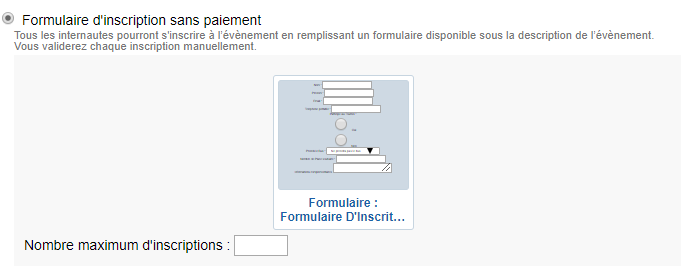 Formulaire d'inscription sans paiement
Tous les internautes pourront s'inscrire à l'évènement en remplissant un formulaire disponible sous la description de l'évènement.
Vous validerez chaque inscription manuellement.
Formulaire :
Formulaire D'Inscrit…
Nombre maximum d'inscriptions :